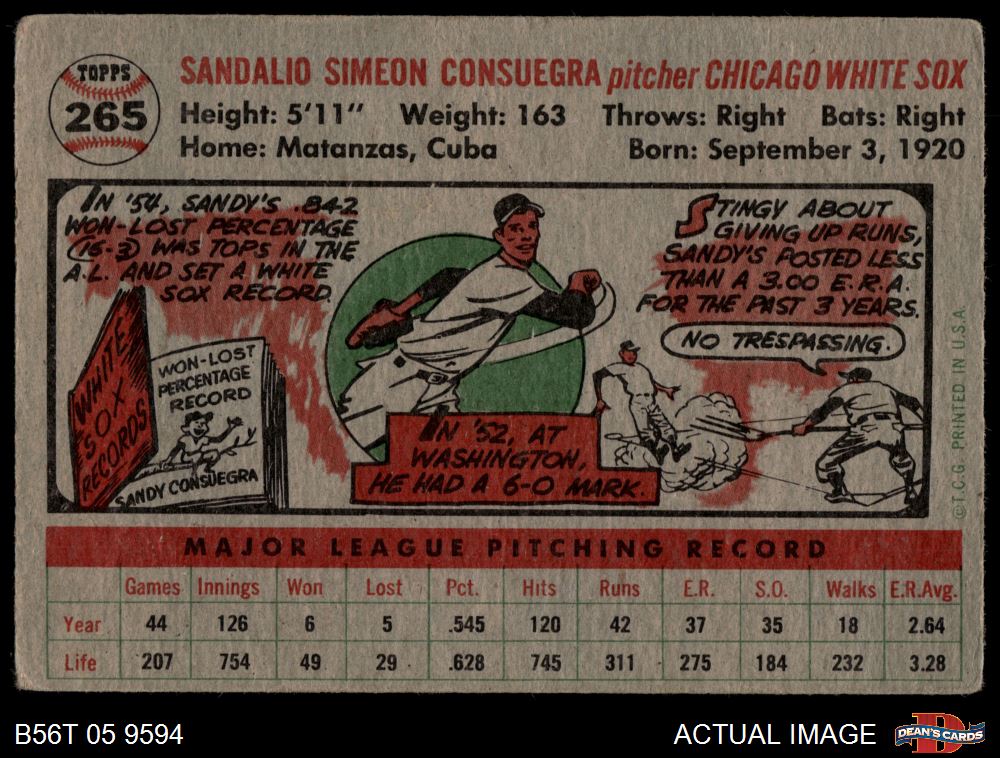 TOPPS
265
SANDALIO SIMEON CONSUEGRA pitcher CHICAGO WHITE SOX
Height: 5'11" Weight: 163 Throws: Right Bats: Right
Home: Matanzas, Cuba Born: September 3, 1920
IN '54, SANDY'S .842
WON-LOST PERCENTAGE
(16-3) WAS TOPS IN THE
A.L. AND SET A WHITE
SOX RECORD.
WHITE
SOX
RECORDS
WON-LOST
PERCENTAGE
RECORD
SANDY CONSUEGRA
IN '52, AT
WASHINGTON,
HE HAD A 6-0 MARK.
STINGY ABOUT
GIVING UP RUNS,
SANDY'S POSTED LESS
THAN A 3.00 E.R.A.
FOR THE PAST 3 YEARS.
NO TRESPASSING.
©T.C.G. PRINTED IN U.S.A.
MAJOR LEAGUE PITCHING RECORD
Games Innings Won Lost Pct. Hits Runs E.R. S.O. Walks E.R.Avg.
Year 44 126 6 5 .545 120 42 37 35 18 2.64
Life 207 754 49 29 .628 745 311 275 184 232 3.28
B56T 05 9594 ACTUAL IMAGE
DEAN'S CARDS